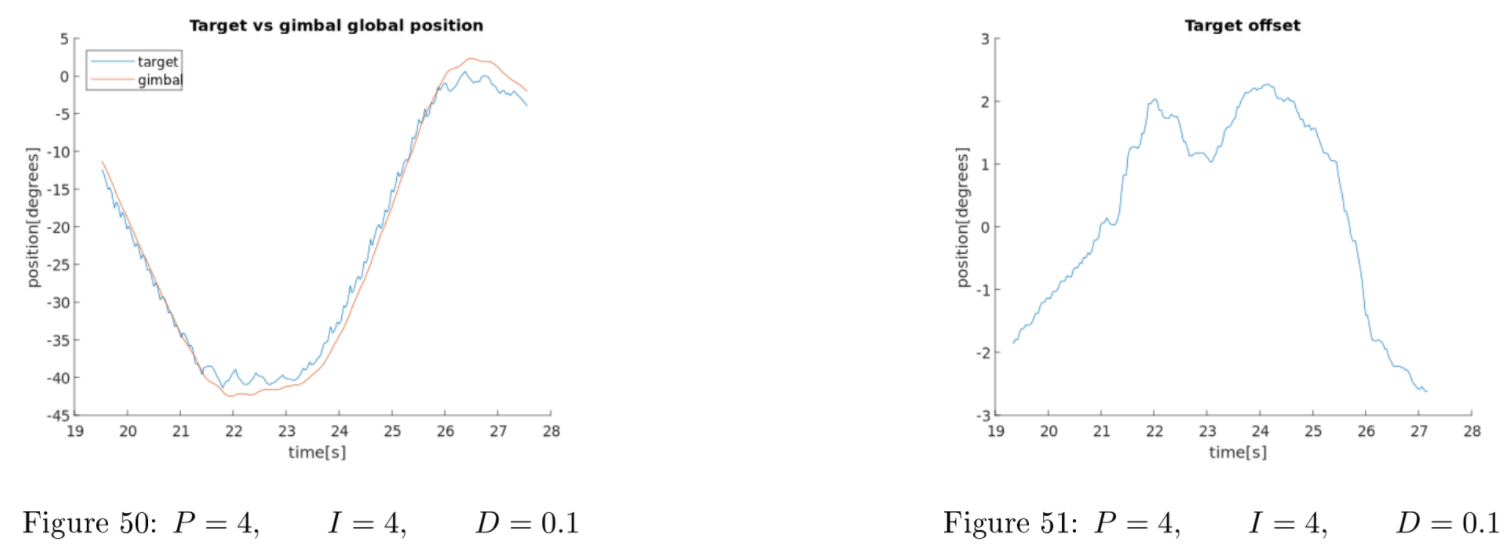 Target vs gimbal global position
target
gimbal
5
0
-5
-10
-15
-20
-25
-30
-35
-40
-45
position[degrees]
19 20 21 22 23 24 25 26 27 28
time[s]
Figure 50: P = 4, I = 4, D = 0.1
Target offset
3
2
1
0
-1
-2
-3
position[degrees]
19 20 21 22 23 24 25 26 27 28
time[s]
Figure 51: P = 4, I = 4, D = 0.1